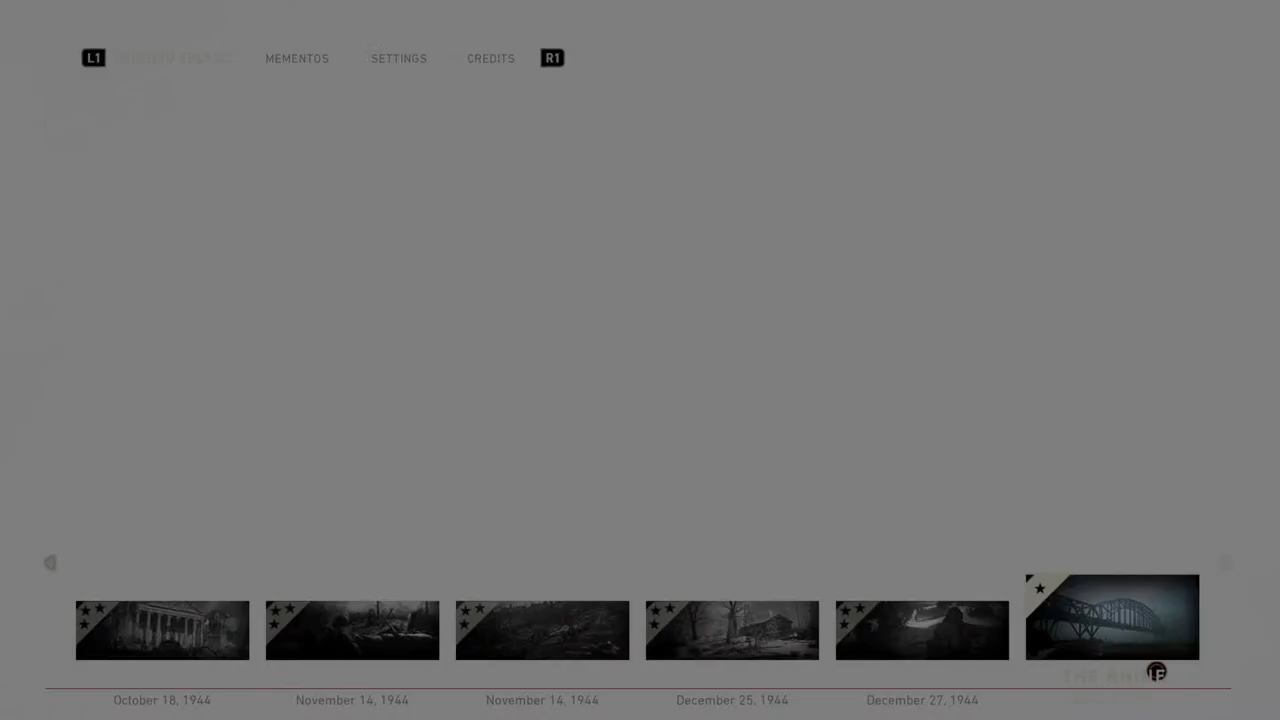 L1 MEMENTOS SETTINGS CREDITS R1
October 18, 1944 November 14, 1944 November 14, 1944 December 25, 1944 December 27, 1944